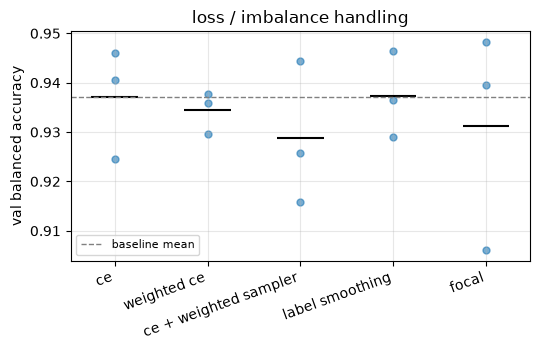 loss / imbalance handling
val balanced accuracy
0.95
0.94
0.93
0.92
0.91
baseline mean
ce
weighted ce
ce + weighted sampler
label smoothing
focal